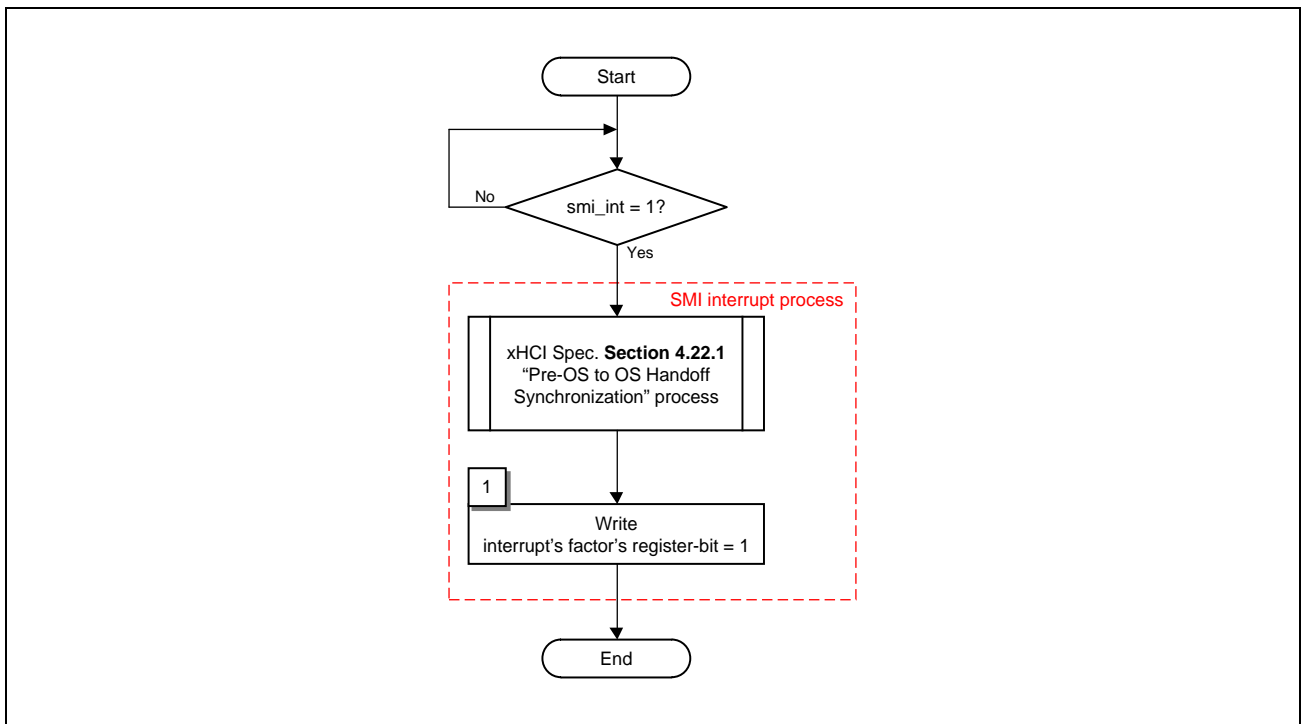 Start
No
smi_int = 1?
Yes
SMI interrupt process
xHCI Spec. Section 4.22.1
“Pre-OS to OS Handoff
Synchronization” process
1
Write
interrupt’s factor’s register-bit = 1
End